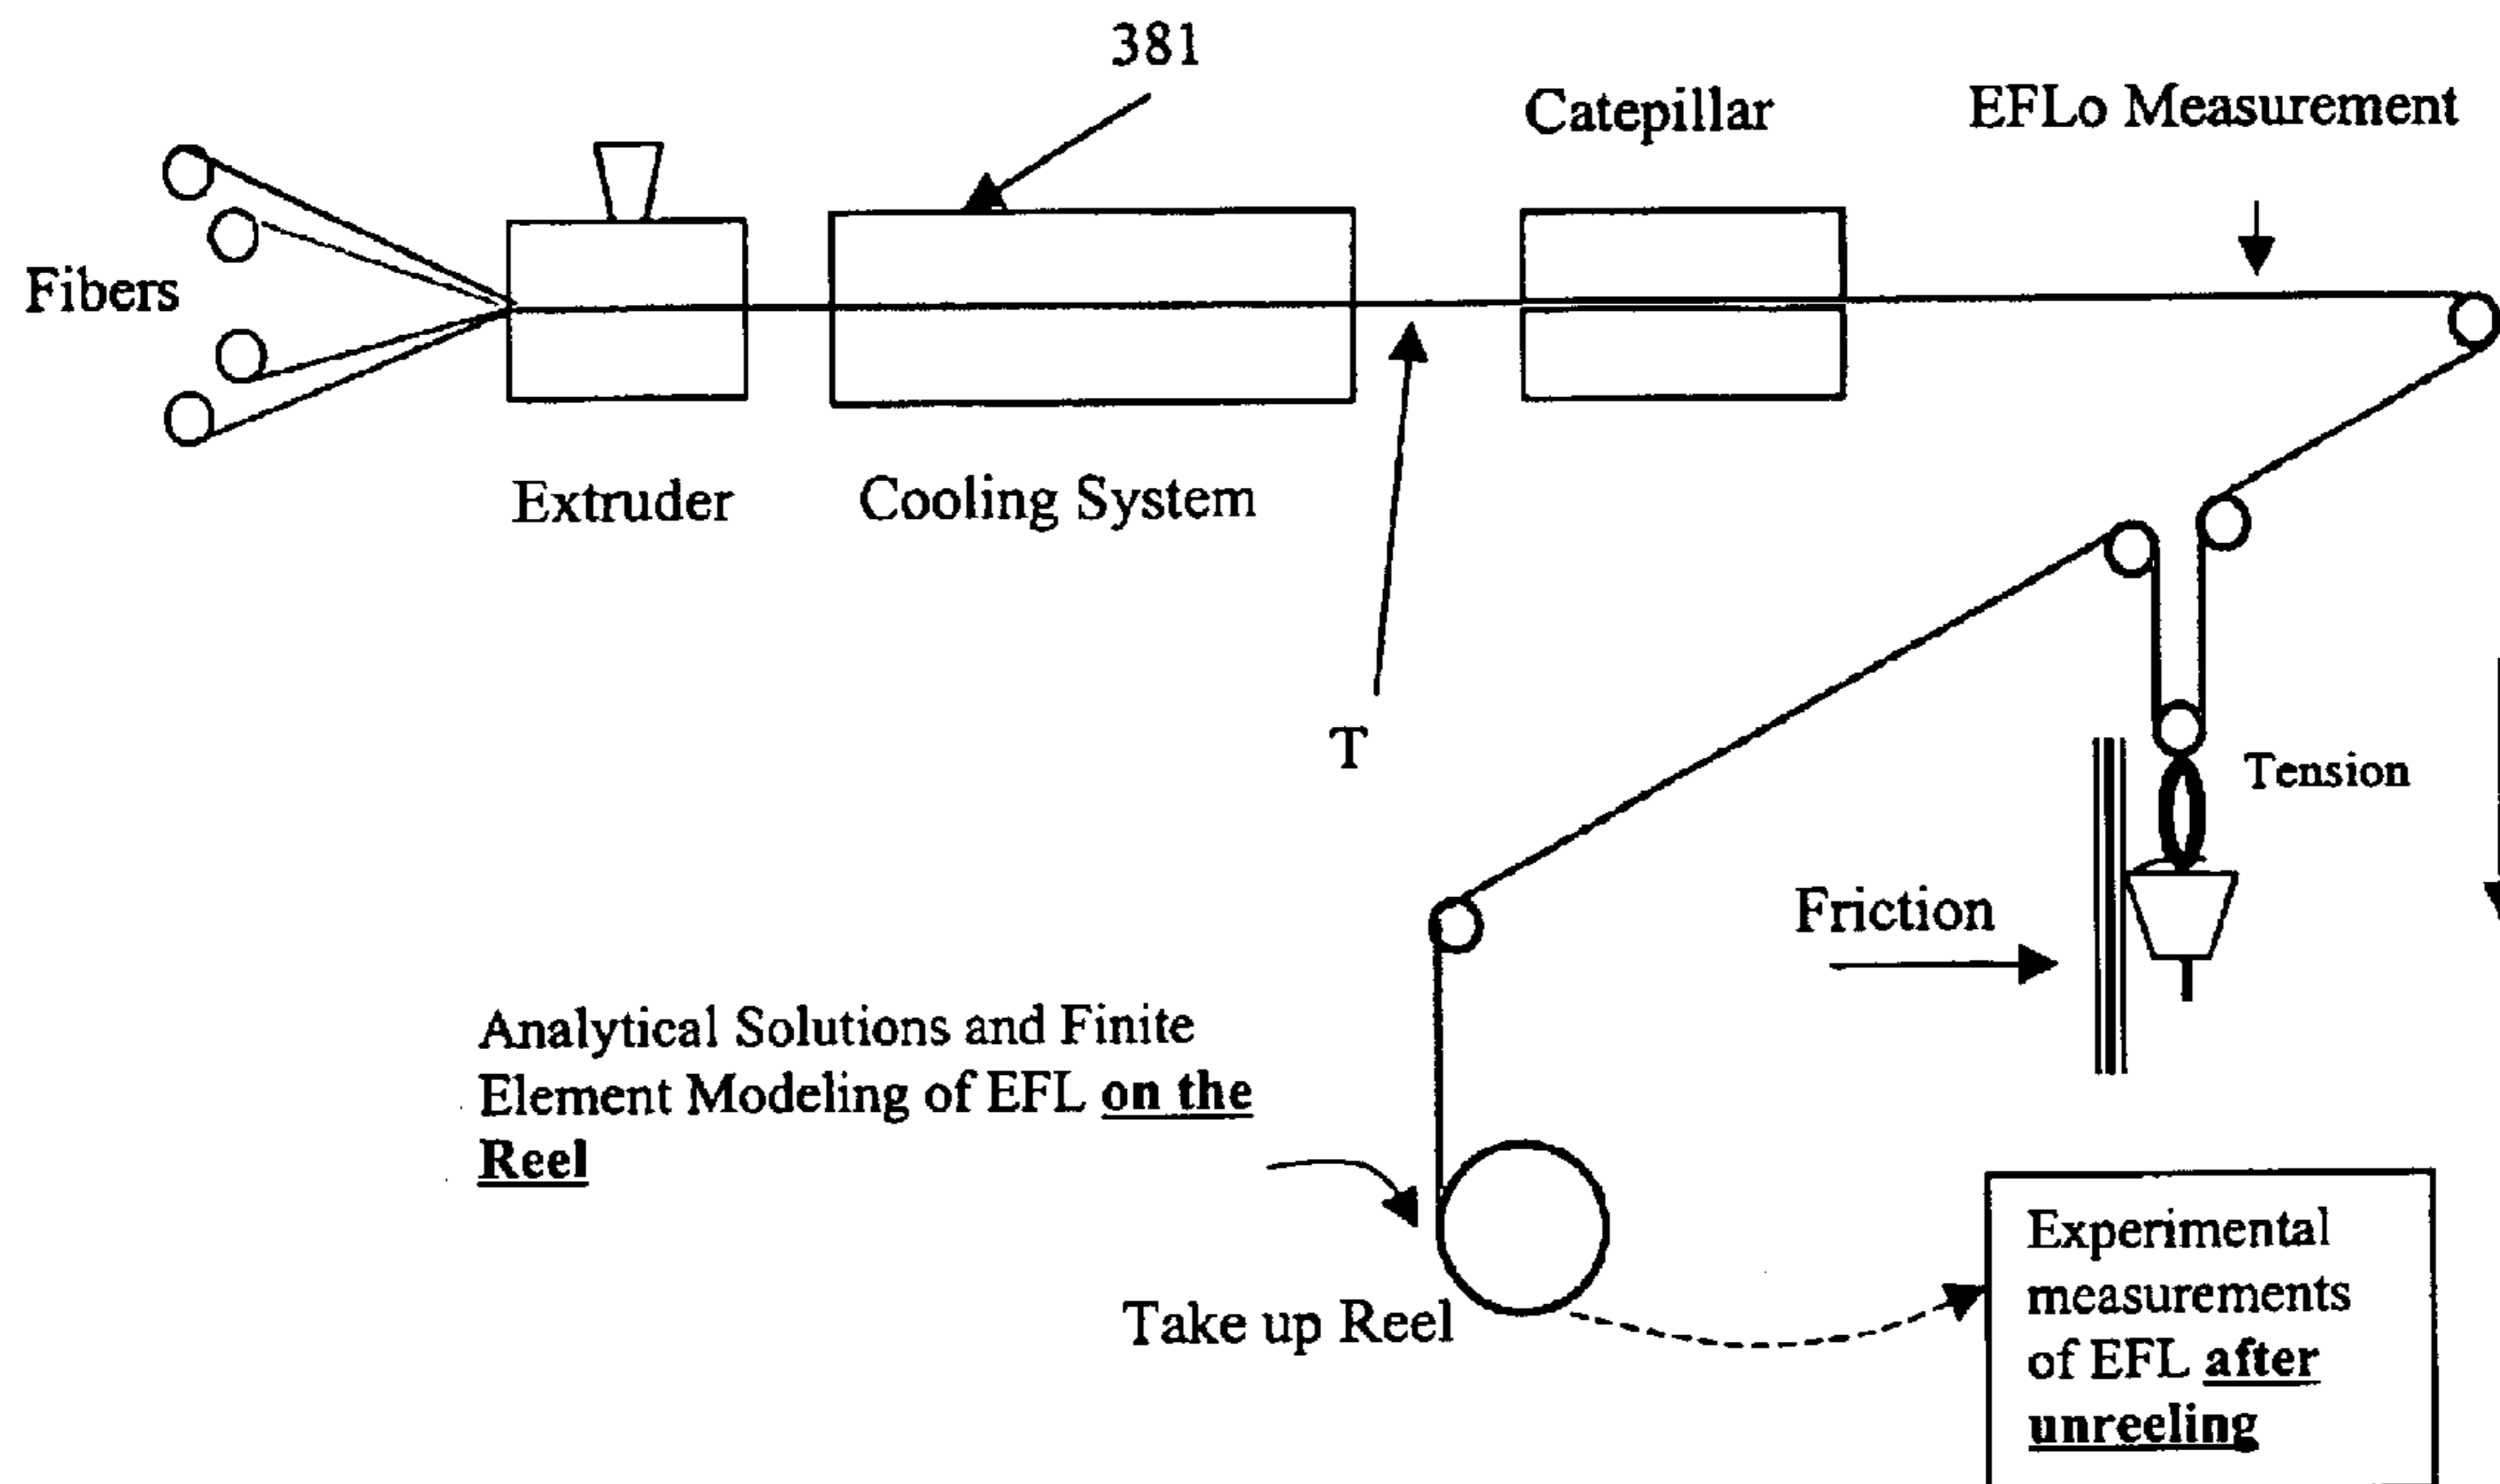 381
Catepillar
EFLo Measurement
Fibers
Extruder
Cooling System
T
Tension
Friction
Analytical Solutions and Finite
Element Modeling of EFL on the
Reel
Take up Reel
Experimental
measurements
of EFL after
unreeling